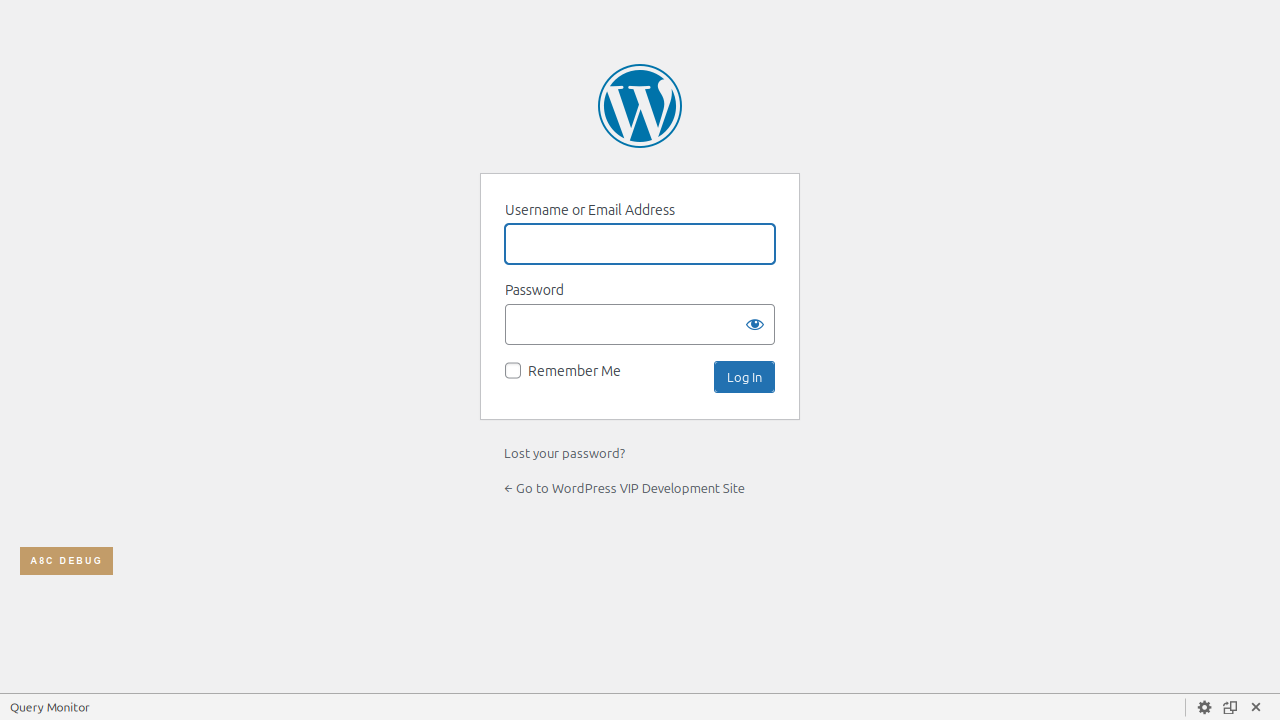 Username or Email Address
Password
Remember Me
Log In
Lost your password?
← Go to WordPress VIP Development Site
A8C DEBUG
Query Monitor